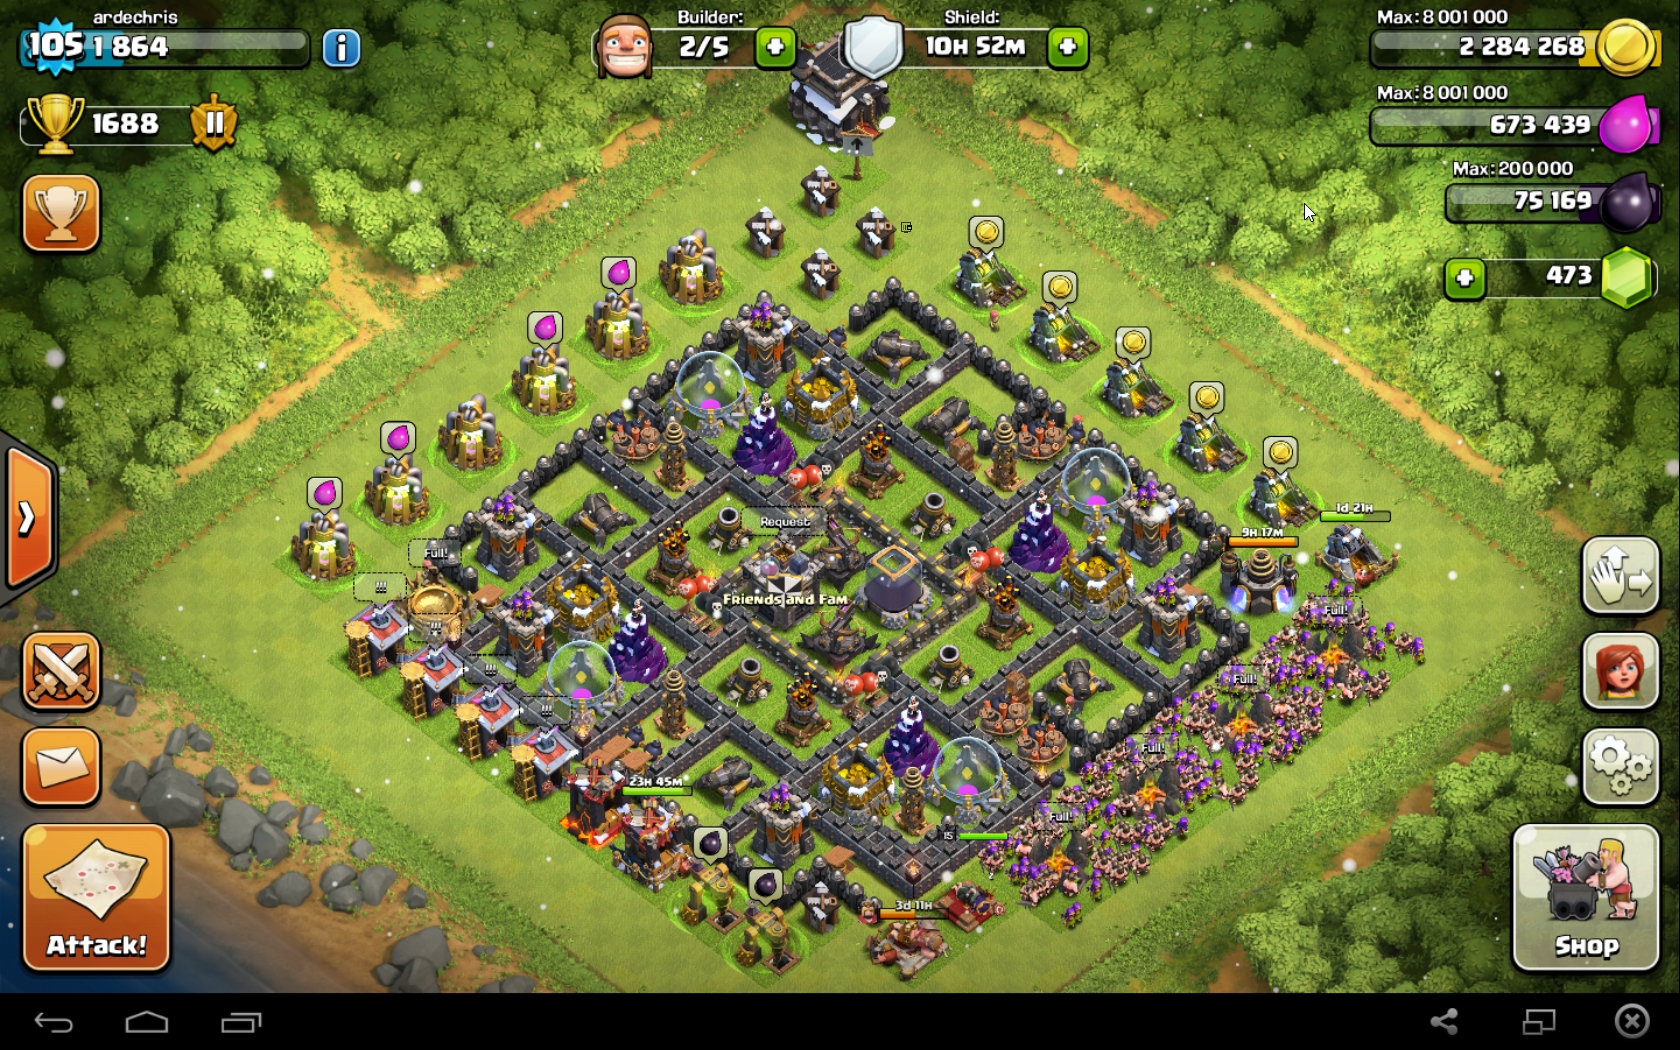 ardechris
105 1 864
i
Builder:
2/5
Shield:
10H 52M
Max: 8 001 000
2 284 268
Max: 8 001 000
673 439
Max: 200 000
75 169
473
1688
II
1d 21H
9H 17M
Request
Full!
Full!
Friends and Fam
Full!
Full!
23H 45M
Full!
15
3d 11H
Attack!
Shop